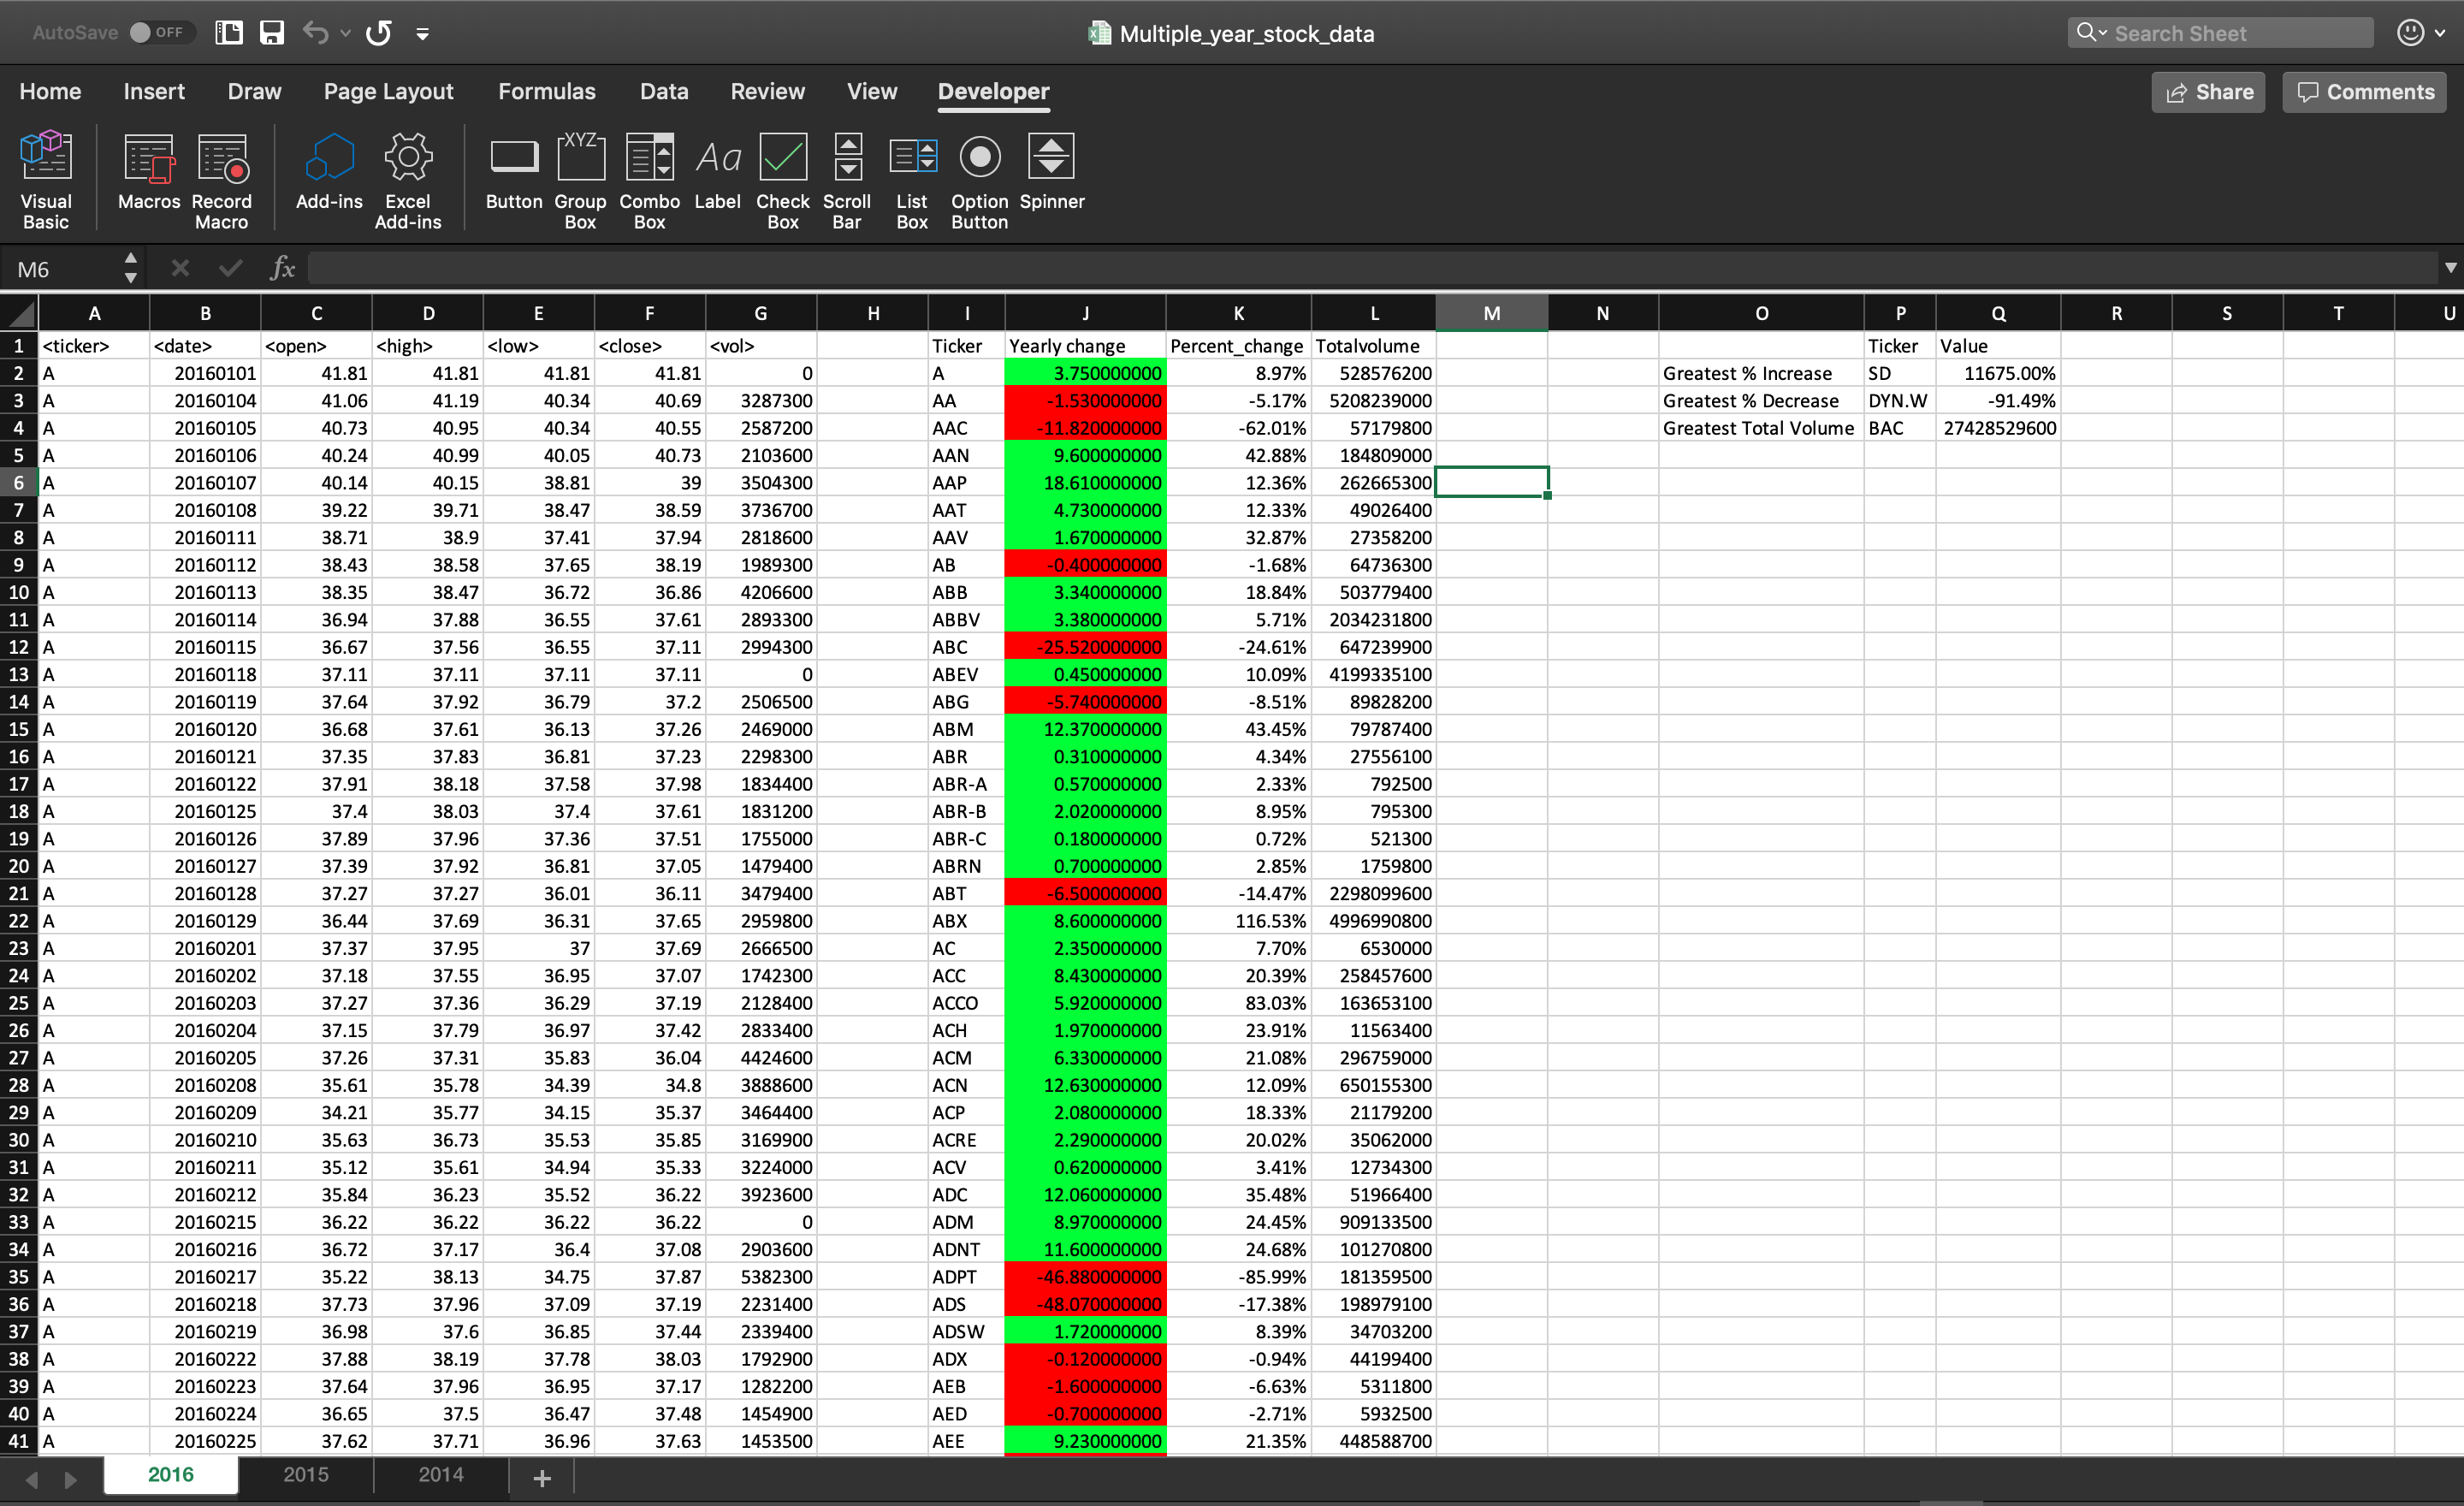 AutoSave OFF Multiple_year_stock_data Search Sheet
Home Insert Draw Page Layout Formulas Data Review View Developer Share Comments
XYZ Aa
Visual Basic Macros Record Macro Add-ins Excel Add-ins Button Group Box Combo Box Label Check Box Scroll Bar List Box Option Button Spinner
M6 fx
A B C D E F G H I J K L M N O P Q R S T U
1 <ticker> <date> <open> <high> <low> <close> <vol> Ticker Yearly change Percent_change Totalvolume Ticker Value
2 A 20160101 41.81 41.81 41.81 41.81 0 A 3.750000000 8.97% 528576200 Greatest % Increase SD 11675.00%
3 A 20160104 41.06 41.19 40.34 40.69 3287300 AA -1.530000000 -5.17% 5208239000 Greatest % Decrease DYN.W -91.49%
4 A 20160105 40.73 40.95 40.34 40.55 2587200 AAC -11.820000000 -62.01% 57179800 Greatest Total Volume BAC 27428529600
5 A 20160106 40.24 40.99 40.05 40.73 2103600 AAN 9.600000000 42.88% 184809000
6 A 20160107 40.14 40.15 38.81 39 3504300 AAP 18.610000000 12.36% 262665300
7 A 20160108 39.22 39.71 38.47 38.59 3736700 AAT 4.730000000 12.33% 49026400
8 A 20160111 38.71 38.9 37.41 37.94 2818600 AAV 1.670000000 32.87% 27358200
9 A 20160112 38.43 38.58 37.65 38.19 1989300 AB -0.400000000 -1.68% 64736300
10 A 20160113 38.35 38.47 36.72 36.86 4206600 ABB 3.340000000 18.84% 503779400
11 A 20160114 36.94 37.88 36.55 37.61 2893300 ABBV 3.380000000 5.71% 2034231800
12 A 20160115 36.67 37.56 36.55 37.11 2994300 ABC -25.520000000 -24.61% 647239900
13 A 20160118 37.11 37.11 37.11 37.11 0 ABEV 0.450000000 10.09% 4199335100
14 A 20160119 37.64 37.92 36.79 37.2 2506500 ABG -5.740000000 -8.51% 89828200
15 A 20160120 36.68 37.61 36.13 37.26 2469000 ABM 12.370000000 43.45% 79787400
16 A 20160121 37.35 37.83 36.81 37.23 2298300 ABR 0.310000000 4.34% 27556100
17 A 20160122 37.91 38.18 37.58 37.98 1834400 ABR-A 0.570000000 2.33% 792500
18 A 20160125 37.4 38.03 37.4 37.61 1831200 ABR-B 2.020000000 8.95% 795300
19 A 20160126 37.89 37.96 37.36 37.51 1755000 ABR-C 0.180000000 0.72% 521300
20 A 20160127 37.39 37.92 36.81 37.05 1479400 ABRN 0.700000000 2.85% 1759800
21 A 20160128 37.27 37.27 36.01 36.11 3479400 ABT -6.500000000 -14.47% 2298099600
22 A 20160129 36.44 37.69 36.31 37.65 2959800 ABX 8.600000000 116.53% 4996990800
23 A 20160201 37.37 37.95 37 37.69 2666500 AC 2.350000000 7.70% 6530000
24 A 20160202 37.18 37.55 36.95 37.07 1742300 ACC 8.430000000 20.39% 258457600
25 A 20160203 37.27 37.36 36.29 37.19 2128400 ACCO 5.920000000 83.03% 163653100
26 A 20160204 37.15 37.79 36.97 37.42 2833400 ACH 1.970000000 23.91% 11563400
27 A 20160205 37.26 37.31 35.83 36.04 4424600 ACM 6.330000000 21.08% 296759000
28 A 20160208 35.61 35.78 34.39 34.8 3888600 ACN 12.630000000 12.09% 650155300
29 A 20160209 34.21 35.77 34.15 35.37 3464400 ACP 2.080000000 18.33% 21179200
30 A 20160210 35.63 36.73 35.53 35.85 3169900 ACRE 2.290000000 20.02% 35062000
31 A 20160211 35.12 35.61 34.94 35.33 3224000 ACV 0.620000000 3.41% 12734300
32 A 20160212 35.84 36.23 35.52 36.22 3923600 ADC 12.060000000 35.48% 51966400
33 A 20160215 36.22 36.22 36.22 36.22 0 ADM 8.970000000 24.45% 909133500
34 A 20160216 36.72 37.17 36.4 37.08 2903600 ADNT 11.600000000 24.68% 101270800
35 A 20160217 35.22 38.13 34.75 37.87 5382300 ADPT -46.880000000 -85.99% 181359500
36 A 20160218 37.73 37.96 37.09 37.19 2231400 ADS -48.070000000 -17.38% 198979100
37 A 20160219 36.98 37.6 36.85 37.44 2339400 ADSW 1.720000000 8.39% 34703200
38 A 20160222 37.88 38.19 37.78 38.03 1792900 ADX -0.120000000 -0.94% 44199400
39 A 20160223 37.64 37.96 36.95 37.17 1282200 AEB -1.600000000 -6.63% 5311800
40 A 20160224 36.65 37.5 36.47 37.48 1454900 AED -0.700000000 -2.71% 5932500
41 A 20160225 37.62 37.71 36.96 37.63 1453500 AEE 9.230000000 21.35% 448588700
2016 2015 2014 +